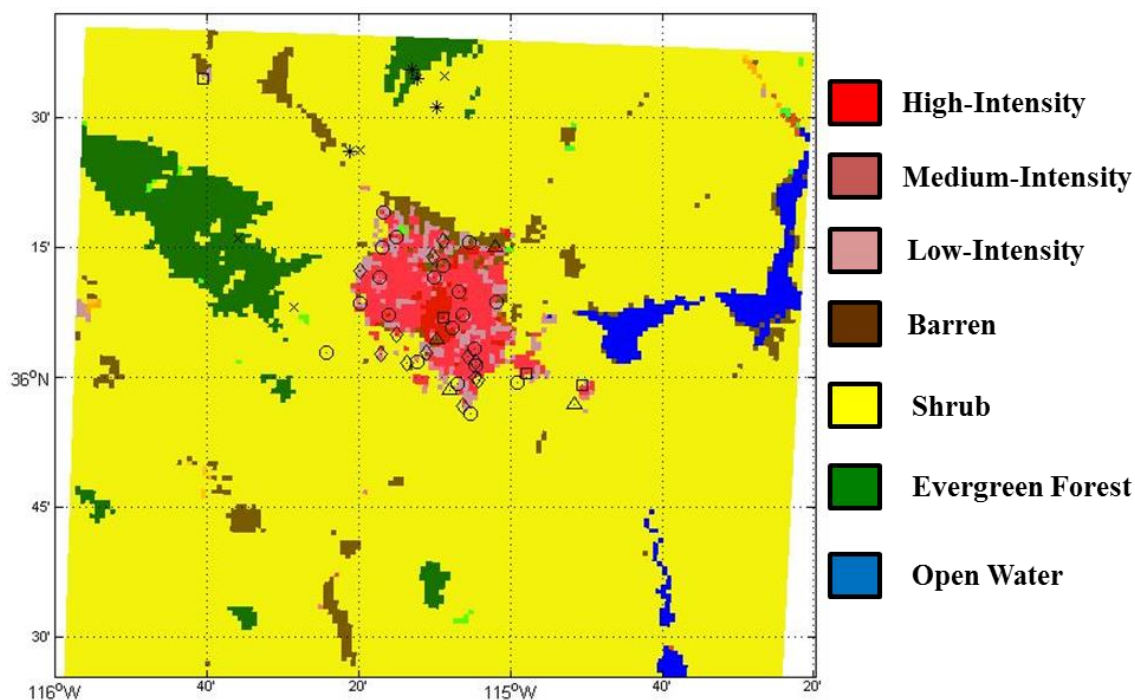 30'
15'
36°N
45'
30'
116°W
40'
20'
115°W
40'
20'
High-Intensity
Medium-Intensity
Low-Intensity
Barren
Shrub
Evergreen Forest
Open Water